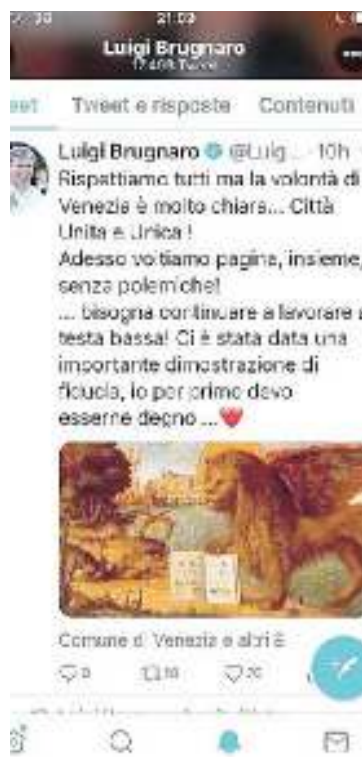 21:03
Luigi Brugnaro
Tweet e risposte Contenuti
Luigi Brugnaro @Luig... · 10h
Rispettiamo tutti ma la volontà di
Venezia è molto chiara... Città
Unita e Unica !
Adesso voltiamo pagina, insieme,
senza polemiche!
.... bisogna continuare a lavorare a
testa bassa! Ci è stata data una
importante dimostrazione di
fiducia, io per primo devo
esserne degno ...❤️
Comune di Venezia e altri 8